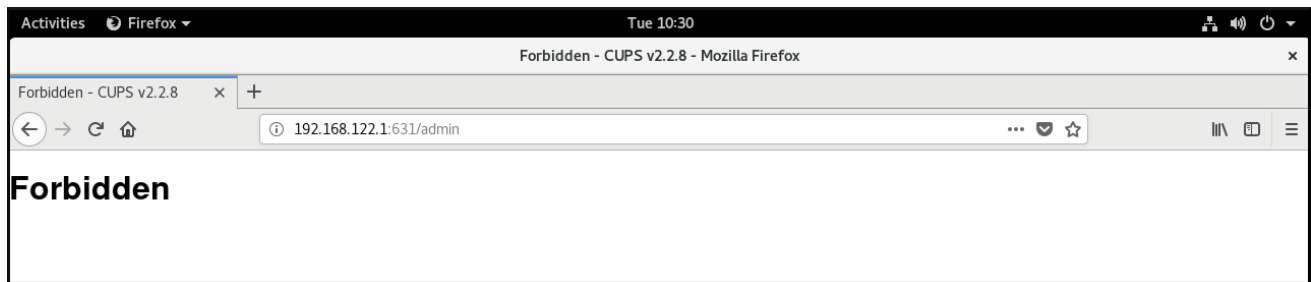 Activities Firefox Tue 10:30
Forbidden - CUPS v2.2.8 - Mozilla Firefox
Forbidden - CUPS v2.2.8
192.168.122.1:631/admin
Forbidden